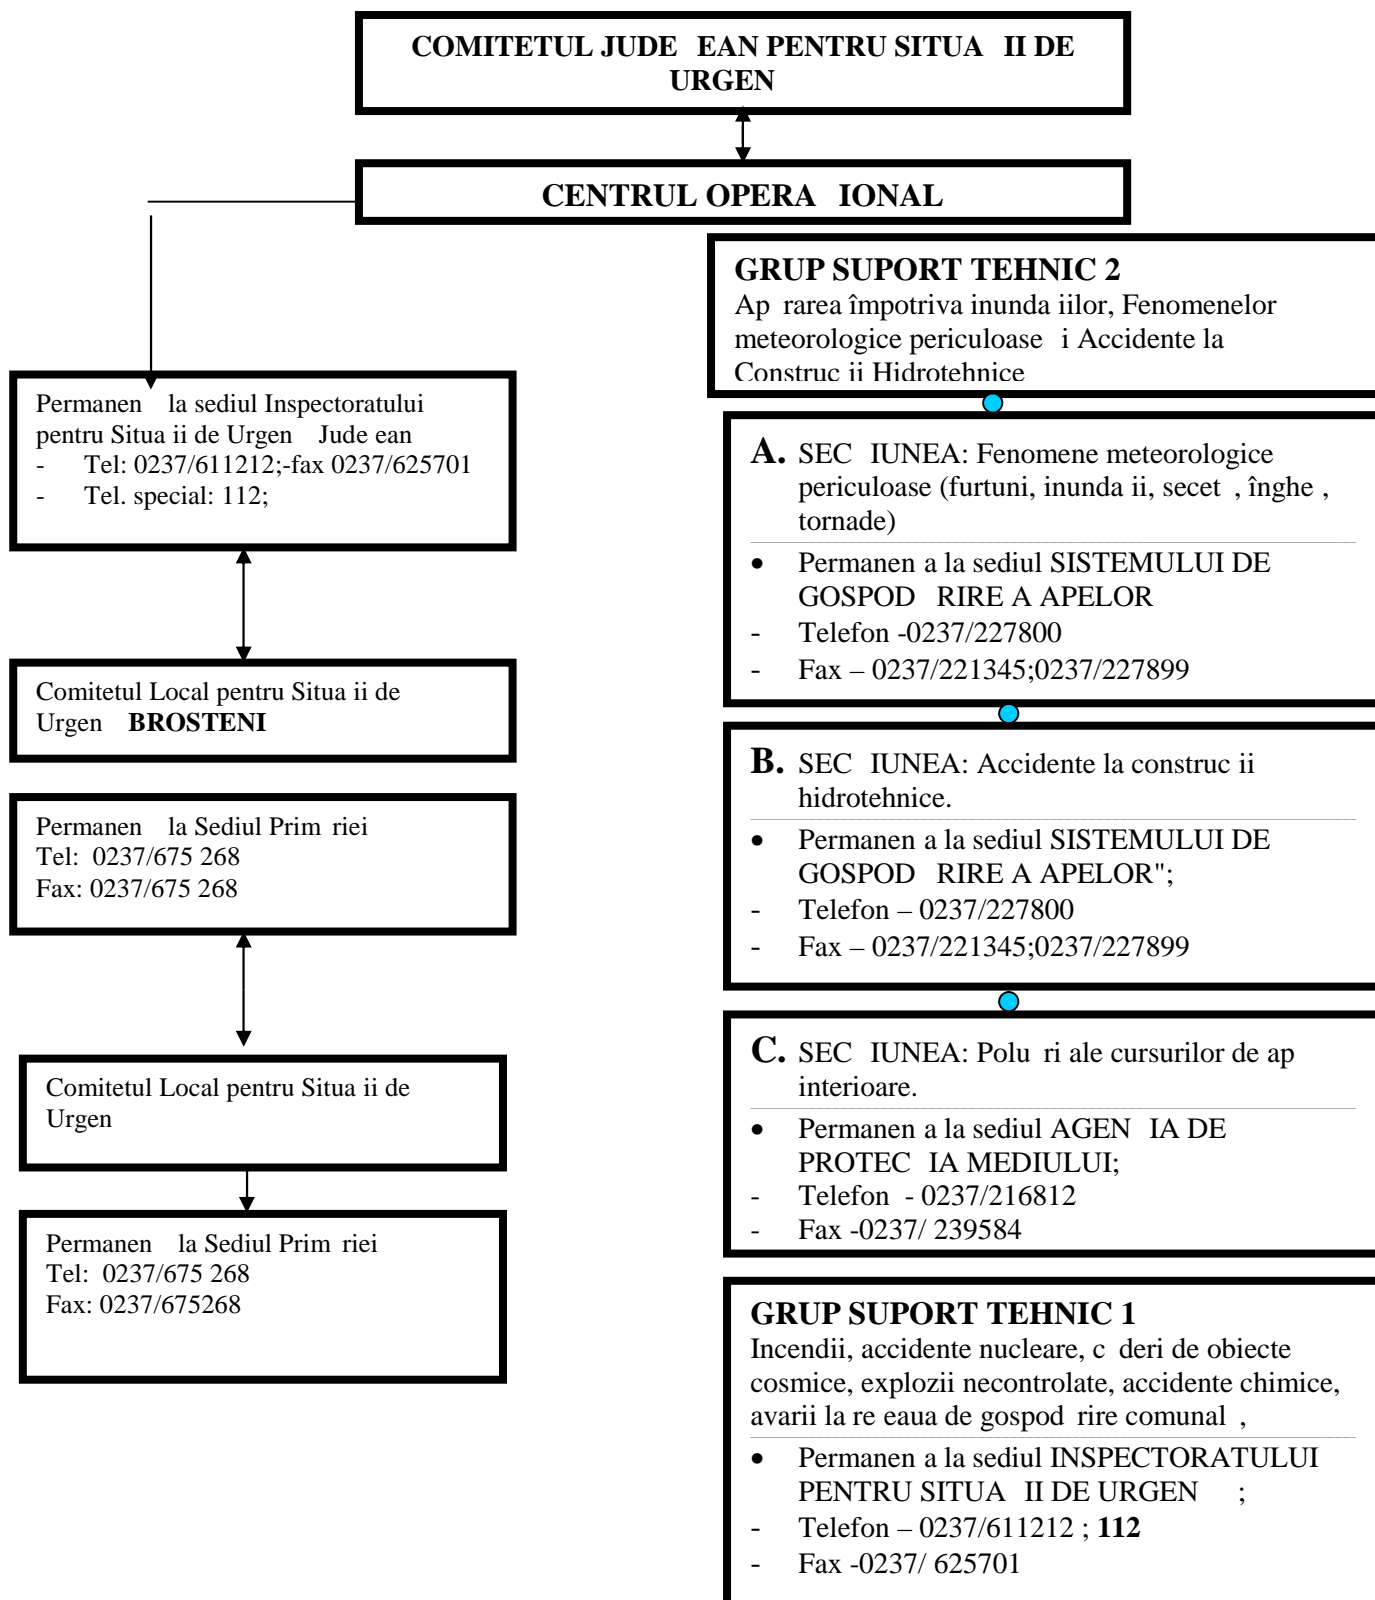 COMITETUL JUDE EAN PENTRU SITUA II DE
URGEN
CENTRUL OPERA IONAL
Permanen la sediul Inspectoratului
pentru Situa ii de Urgen Jude ean
- Tel: 0237/611212;-fax 0237/625701
- Tel. special: 112;
Comitetul Local pentru Situa ii de
Urgen BROSTENI
Permanen la Sediul Prim riei
Tel: 0237/675 268
Fax: 0237/675 268
Comitetul Local pentru Situa ii de
Urgen
Permanen la Sediul Prim riei
Tel: 0237/675 268
Fax: 0237/675268
GRUP SUPORT TEHNIC 2
Ap rarea împotriva inunda iilor, Fenomenelor
meteorologice periculoase i Accidente la
Construc ii Hidrotehnice
A. SEC IUNEA: Fenomene meteorologice
periculoase (furtuni, inunda ii, secet , înghe ,
tornade)
• Permanen a la sediul SISTEMULUI DE
GOSPOD RIRE A APELOR
- Telefon -0237/227800
- Fax – 0237/221345;0237/227899
B. SEC IUNEA: Accidente la construc ii
hidrotehnice.
• Permanen a la sediul SISTEMULUI DE
GOSPOD RIRE A APELOR";
- Telefon – 0237/227800
- Fax – 0237/221345;0237/227899
C. SEC IUNEA: Polu ri ale cursurilor de ap
interioare.
• Permanen a la sediul AGEN IA DE
PROTEC IA MEDIULUI;
- Telefon - 0237/216812
- Fax -0237/ 239584
GRUP SUPORT TEHNIC 1
Incendii, accidente nucleare, c deri de obiecte
cosmice, explozii necontrolate, accidente chimice,
avarii la re eaua de gospod rire comunal ,
• Permanen a la sediul INSPECTORATULUI
PENTRU SITUA II DE URGEN ;
- Telefon – 0237/611212 ; 112
- Fax -0237/ 625701